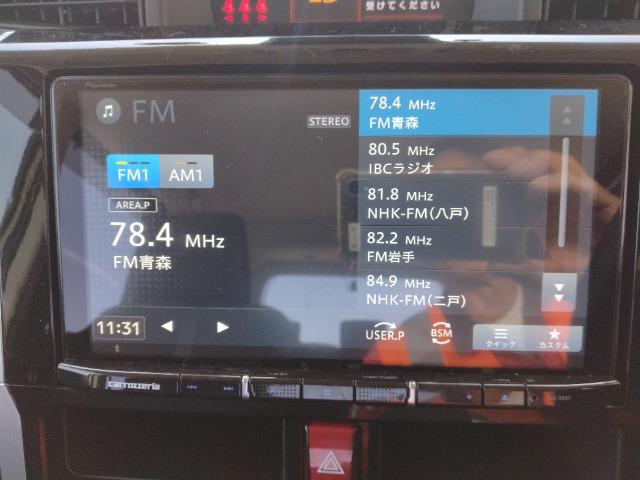 受けてください
Pioneer
FM
STEREO
FM1
AM1
AREA.P
78.4 MHz
FM青森
78.4 MHz
FM青森
80.5 MHz
IBCラジオ
81.8 MHz
NHK-FM(八戸)
82.2 MHz
FM岩手
84.9 MHz
NHK-FM(二戸)
11:31
USER.P
BSM
クイック
カスタム
carrozzeria